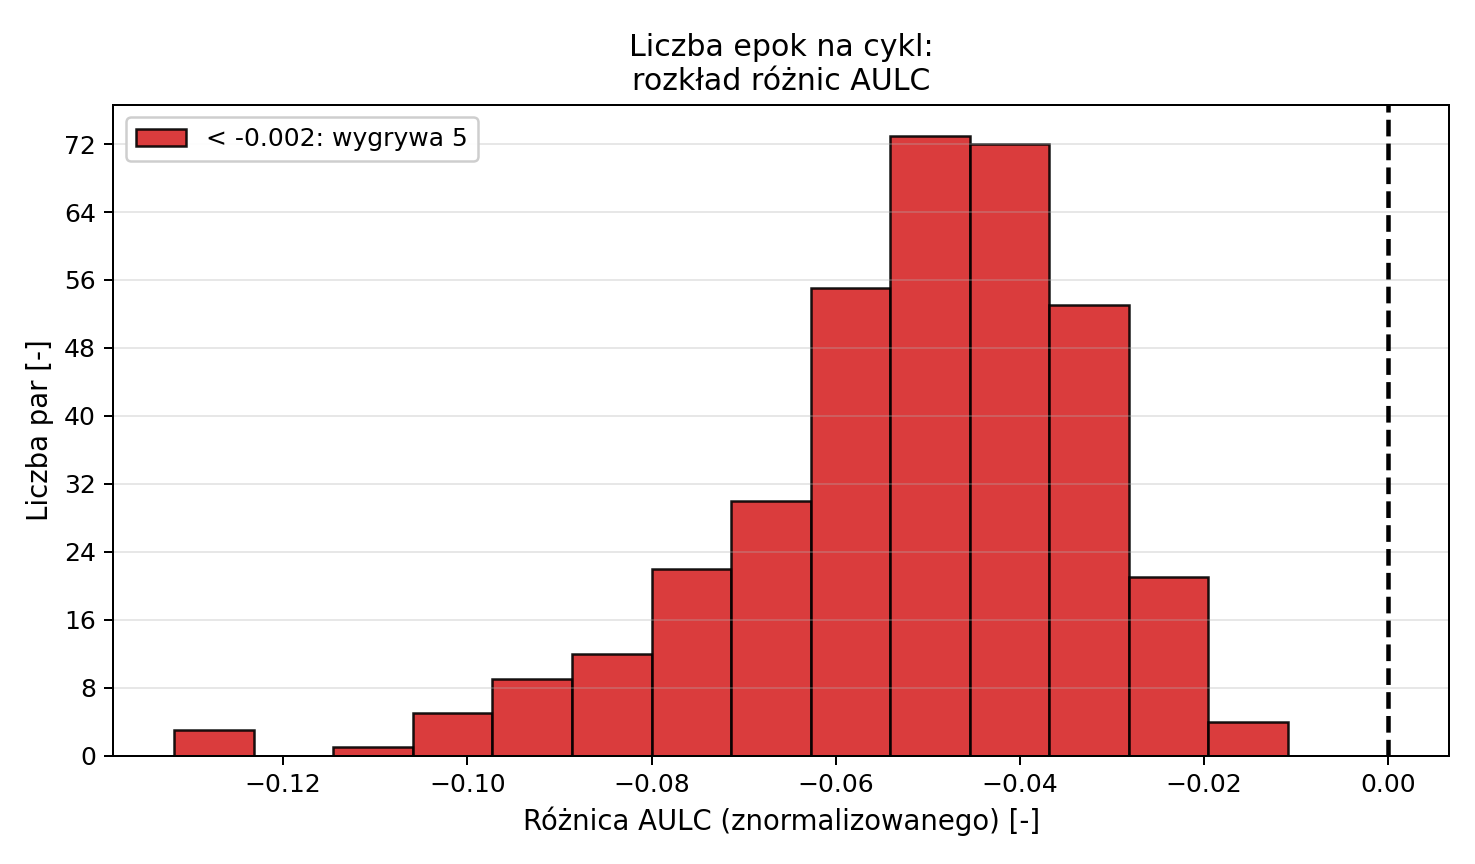 Liczba epok na cykl:
rozkład różnic AULC
< -0.002: wygrywa 5
Liczba par [-]
72
64
56
48
40
32
24
16
8
0
−0.12 −0.10 −0.08 −0.06 −0.04 −0.02 0.00
Różnica AULC (znormalizowanego) [-]